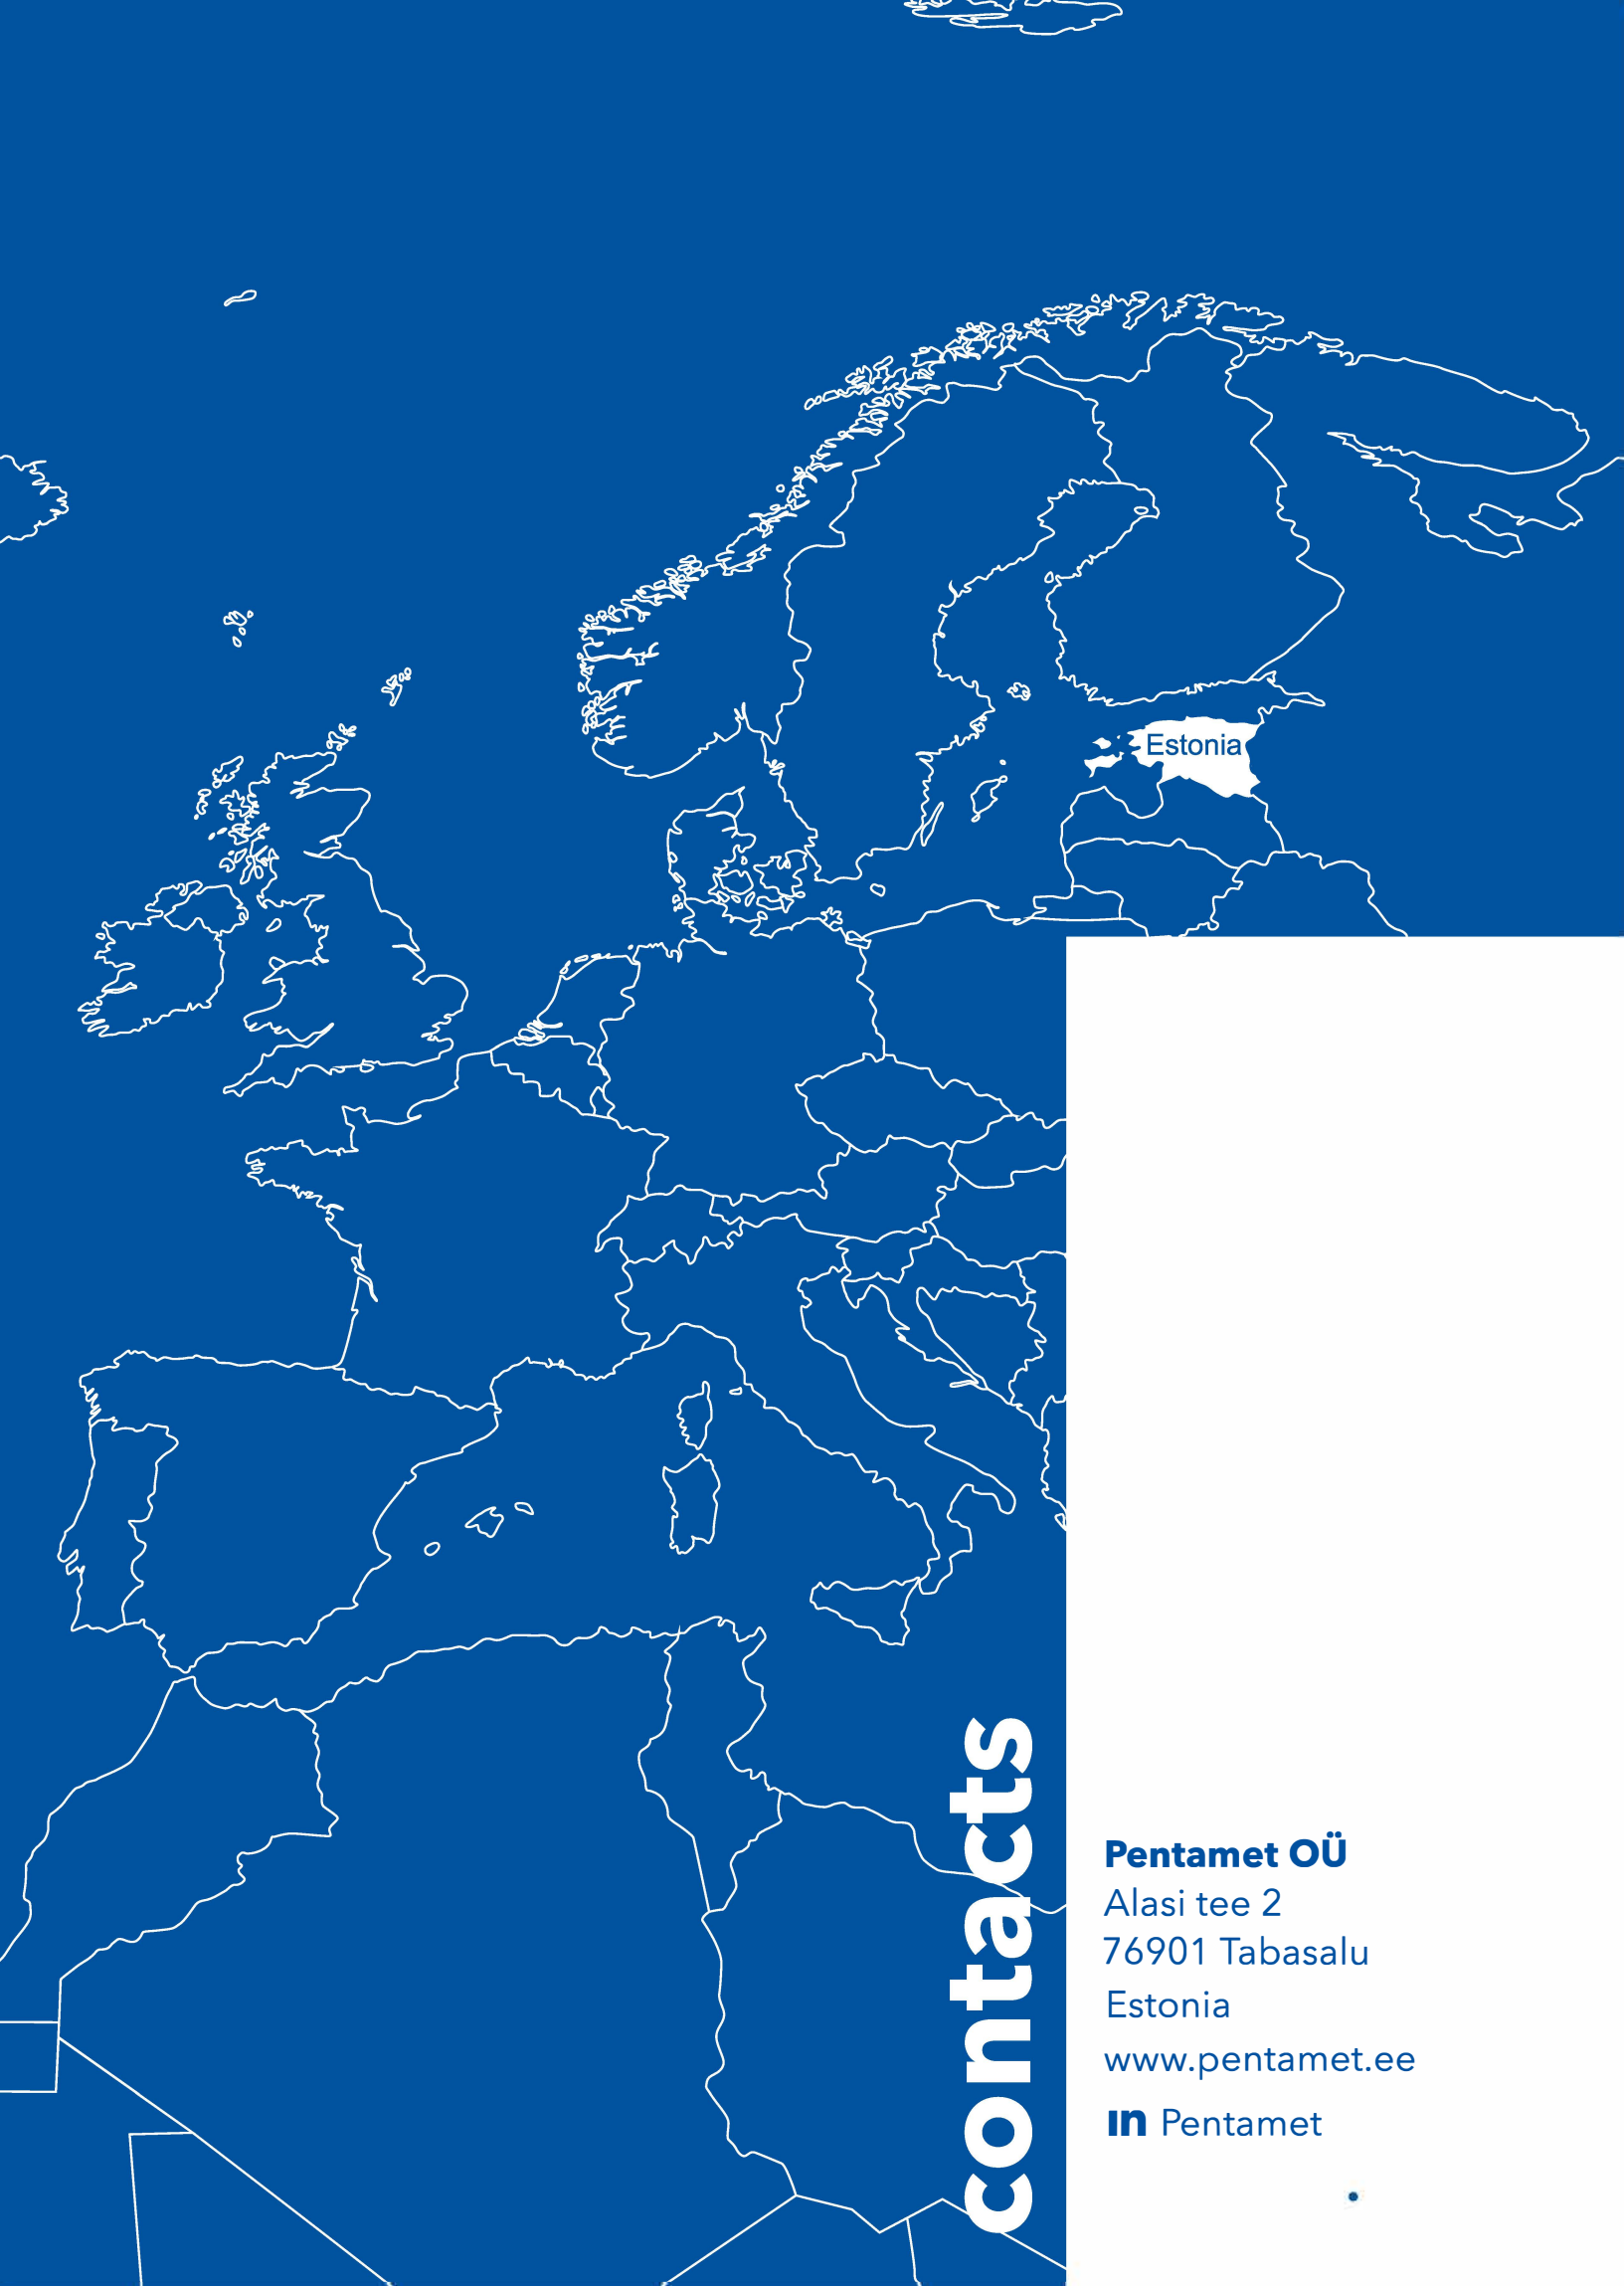 Estonia
contacts
Pentamet OÜ
Alasi tee 2
76901 Tabasalu
Estonia
www.pentamet.ee
in Pentamet